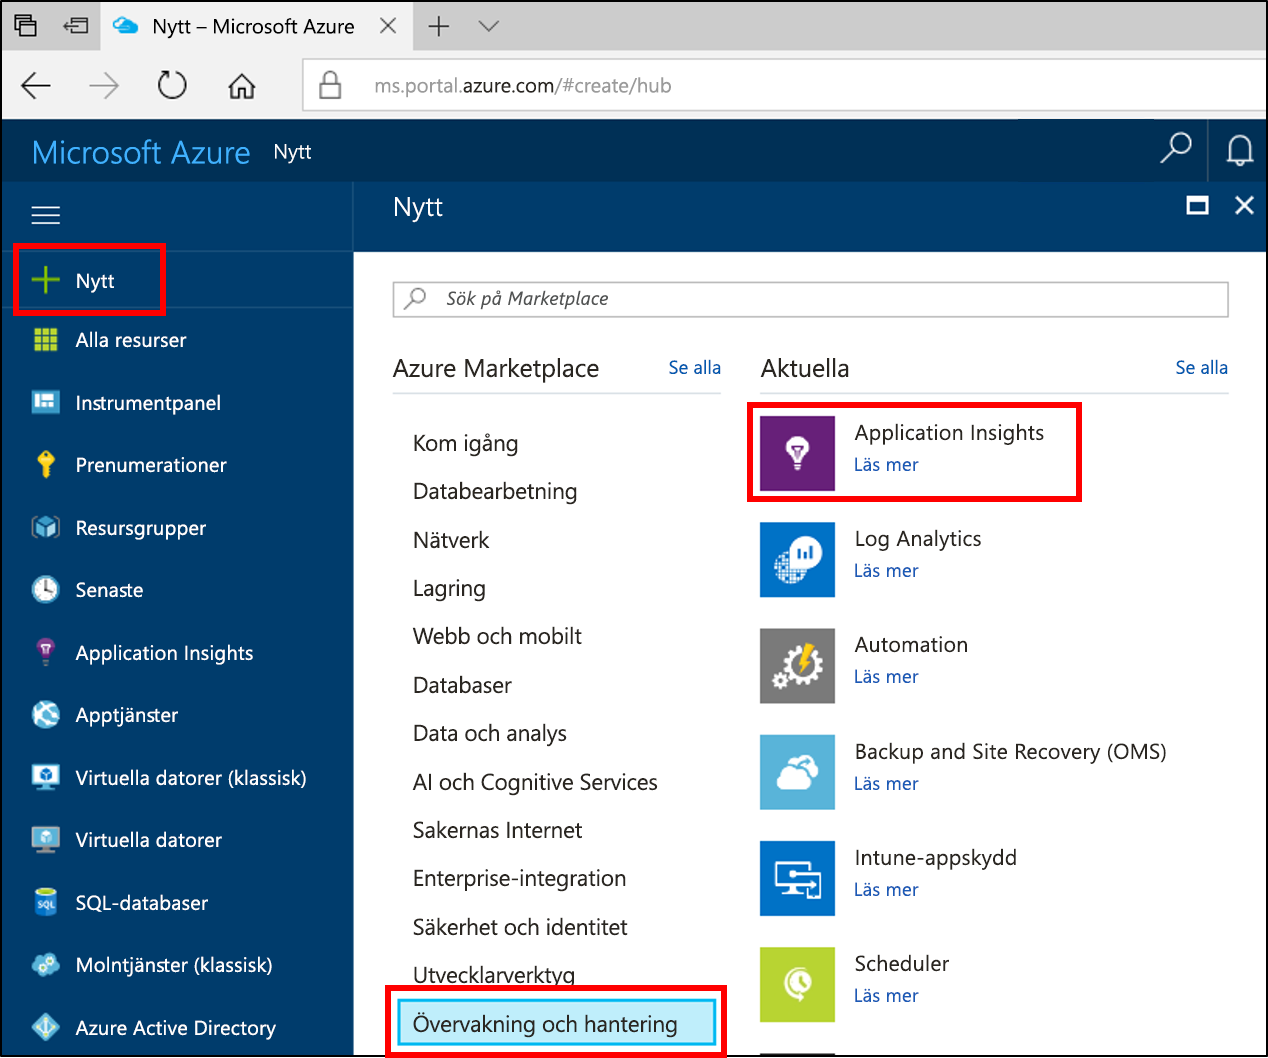 Nytt – Microsoft Azure
ms.portal.azure.com/#create/hub
Microsoft Azure Nytt
Nytt
Nytt
Alla resurser
Instrumentpanel
Prenumerationer
Resursgrupper
Senaste
Application Insights
Apptjänster
Virtuella datorer (klassisk)
Virtuella datorer
SQL
SQL-databaser
Molntjänster (klassisk)
Azure Active Directory
Sök på Marketplace
Azure Marketplace Se alla
Kom igång
Databearbetning
Nätverk
Lagring
Webb och mobilt
Databaser
Data och analys
AI och Cognitive Services
Sakernas Internet
Enterprise-integration
Säkerhet och identitet
Utvecklarverktyg
Övervakning och hantering
Aktuella Se alla
Application Insights
Läs mer
Log Analytics
Läs mer
Automation
Läs mer
Backup and Site Recovery (OMS)
Läs mer
Intune-appskydd
Läs mer
Scheduler
Läs mer